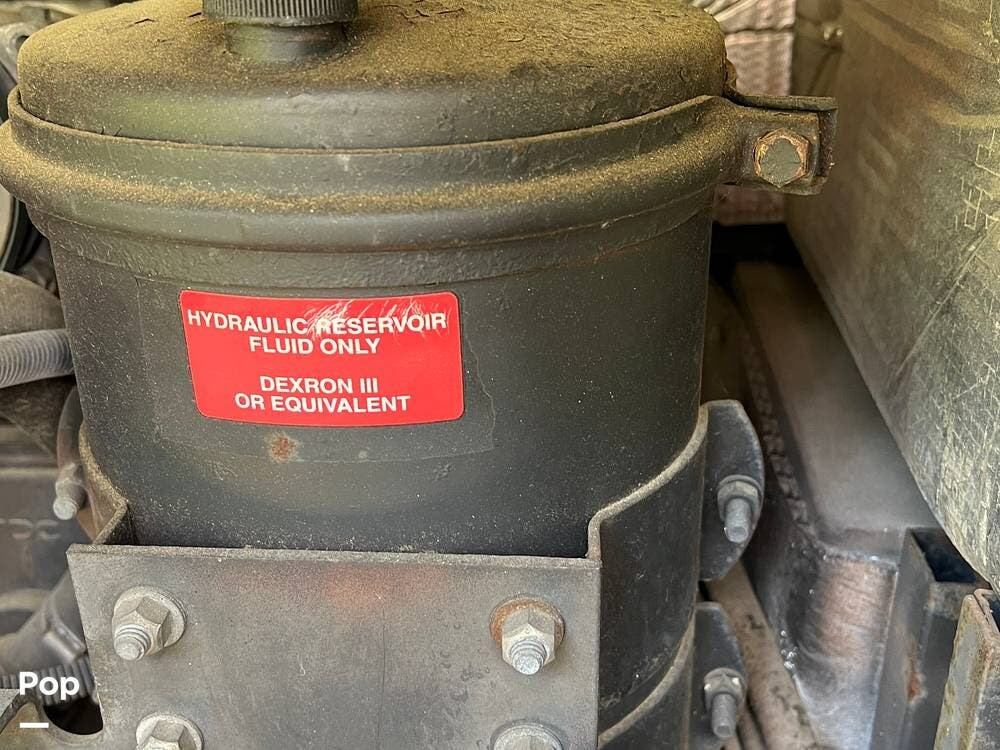 HYDRAULIC RESERVOIR
FLUID ONLY
DEXRON III
OR EQUIVALENT
Pop